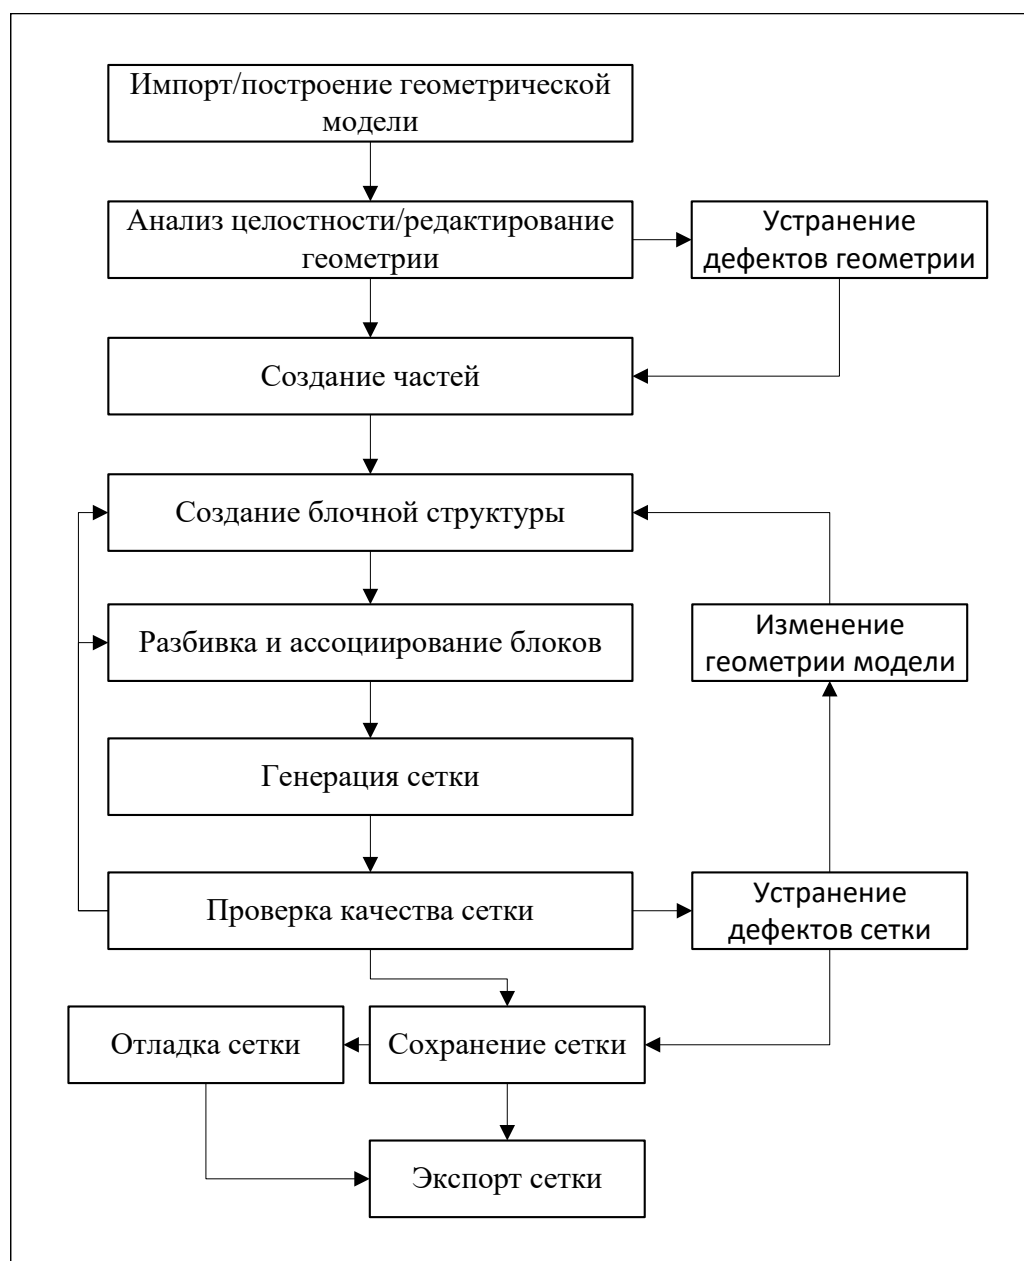 Импорт/построение геометрической
модели
Анализ целостности/редактирование
геометрии
Устранение
дефектов геометрии
Создание частей
Создание блочной структуры
Разбивка и ассоциирование блоков
Изменение
геометрии модели
Генерация сетки
Проверка качества сетки
Устранение
дефектов сетки
Отладка сетки
Сохранение сетки
Экспорт сетки